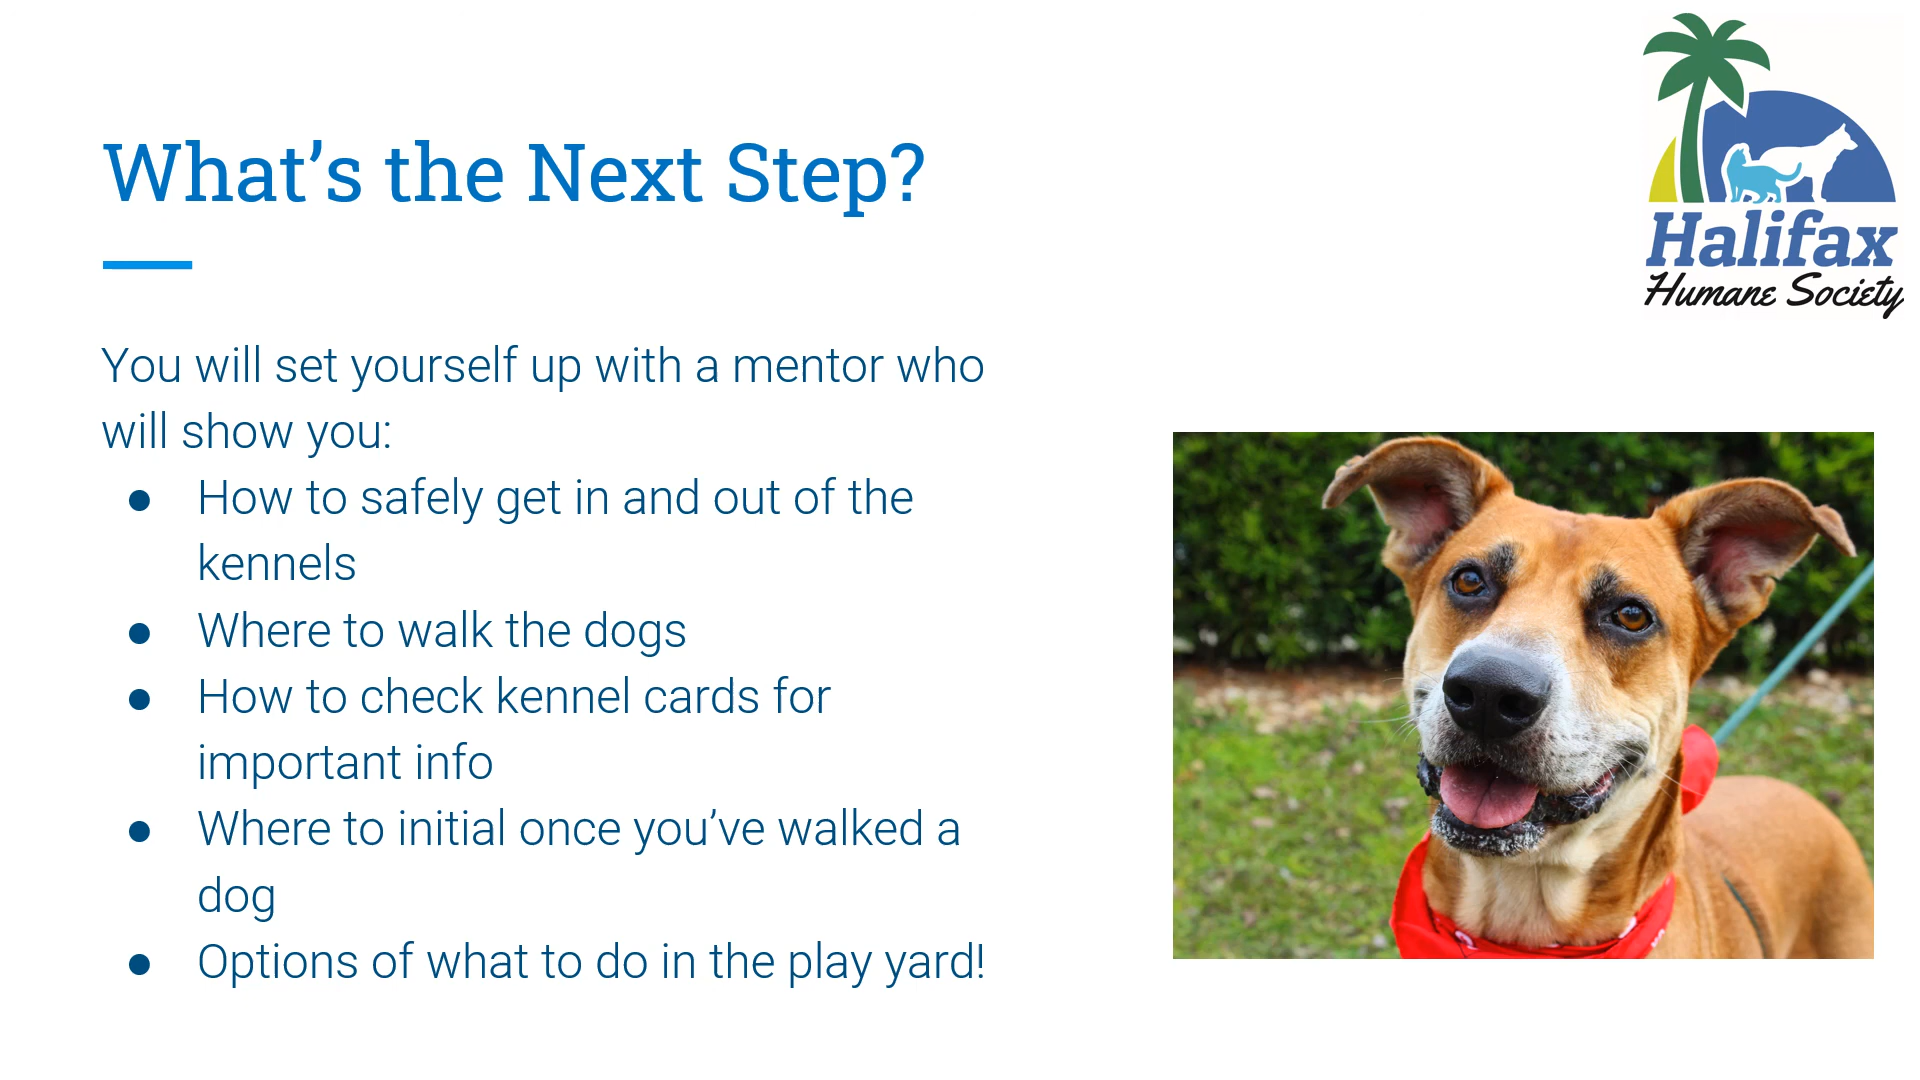 Halifax
Humane Society
What’s the Next Step?
You will set yourself up with a mentor who
will show you:
● How to safely get in and out of the
kennels
● Where to walk the dogs
● How to check kennel cards for
important info
● Where to initial once you’ve walked a
dog
● Options of what to do in the play yard!